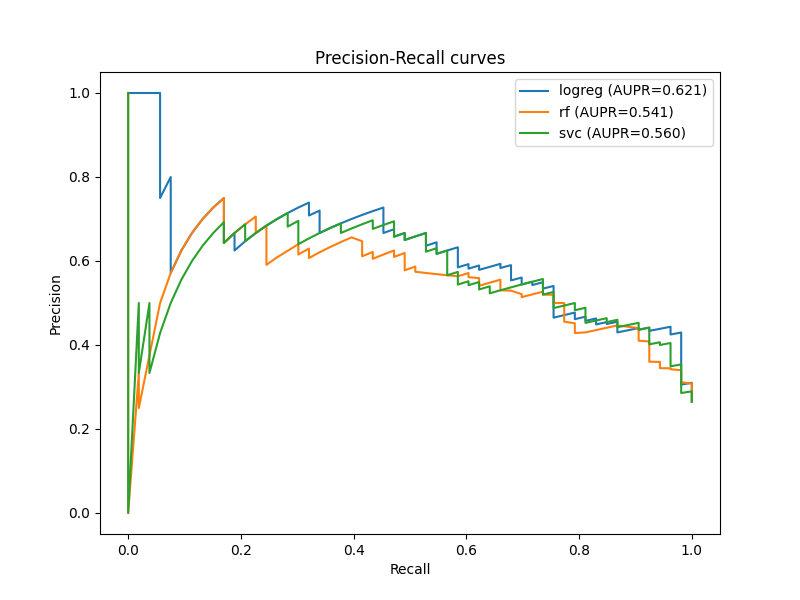 Precision-Recall curves
logreg (AUPR=0.621)
rf (AUPR=0.541)
svc (AUPR=0.560)
Precision
1.0
0.8
0.6
0.4
0.2
0.0
0.0 0.2 0.4 0.6 0.8 1.0
Recall